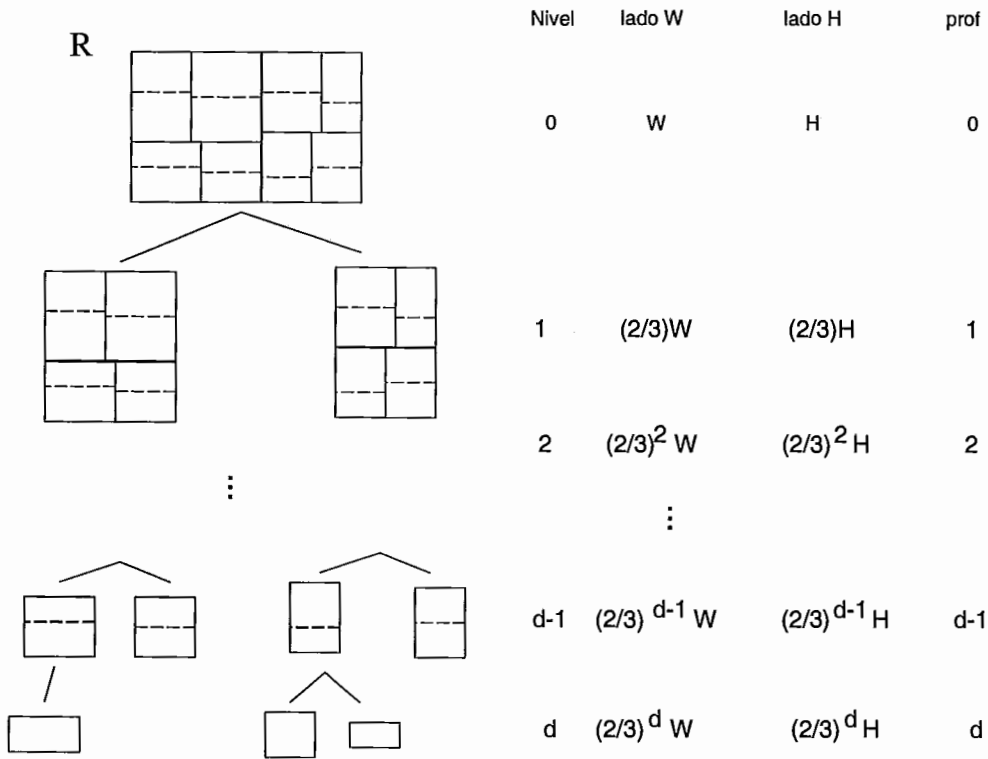 Nivel lado W lado H prof
R
0 W H 0
1 (2/3)W (2/3)H 1
2 (2/3)² W (2/3)² H 2
⋮ ⋮
d-1 (2/3)^{d-1} W (2/3)^{d-1} H d-1
d (2/3)^d W (2/3)^d H d